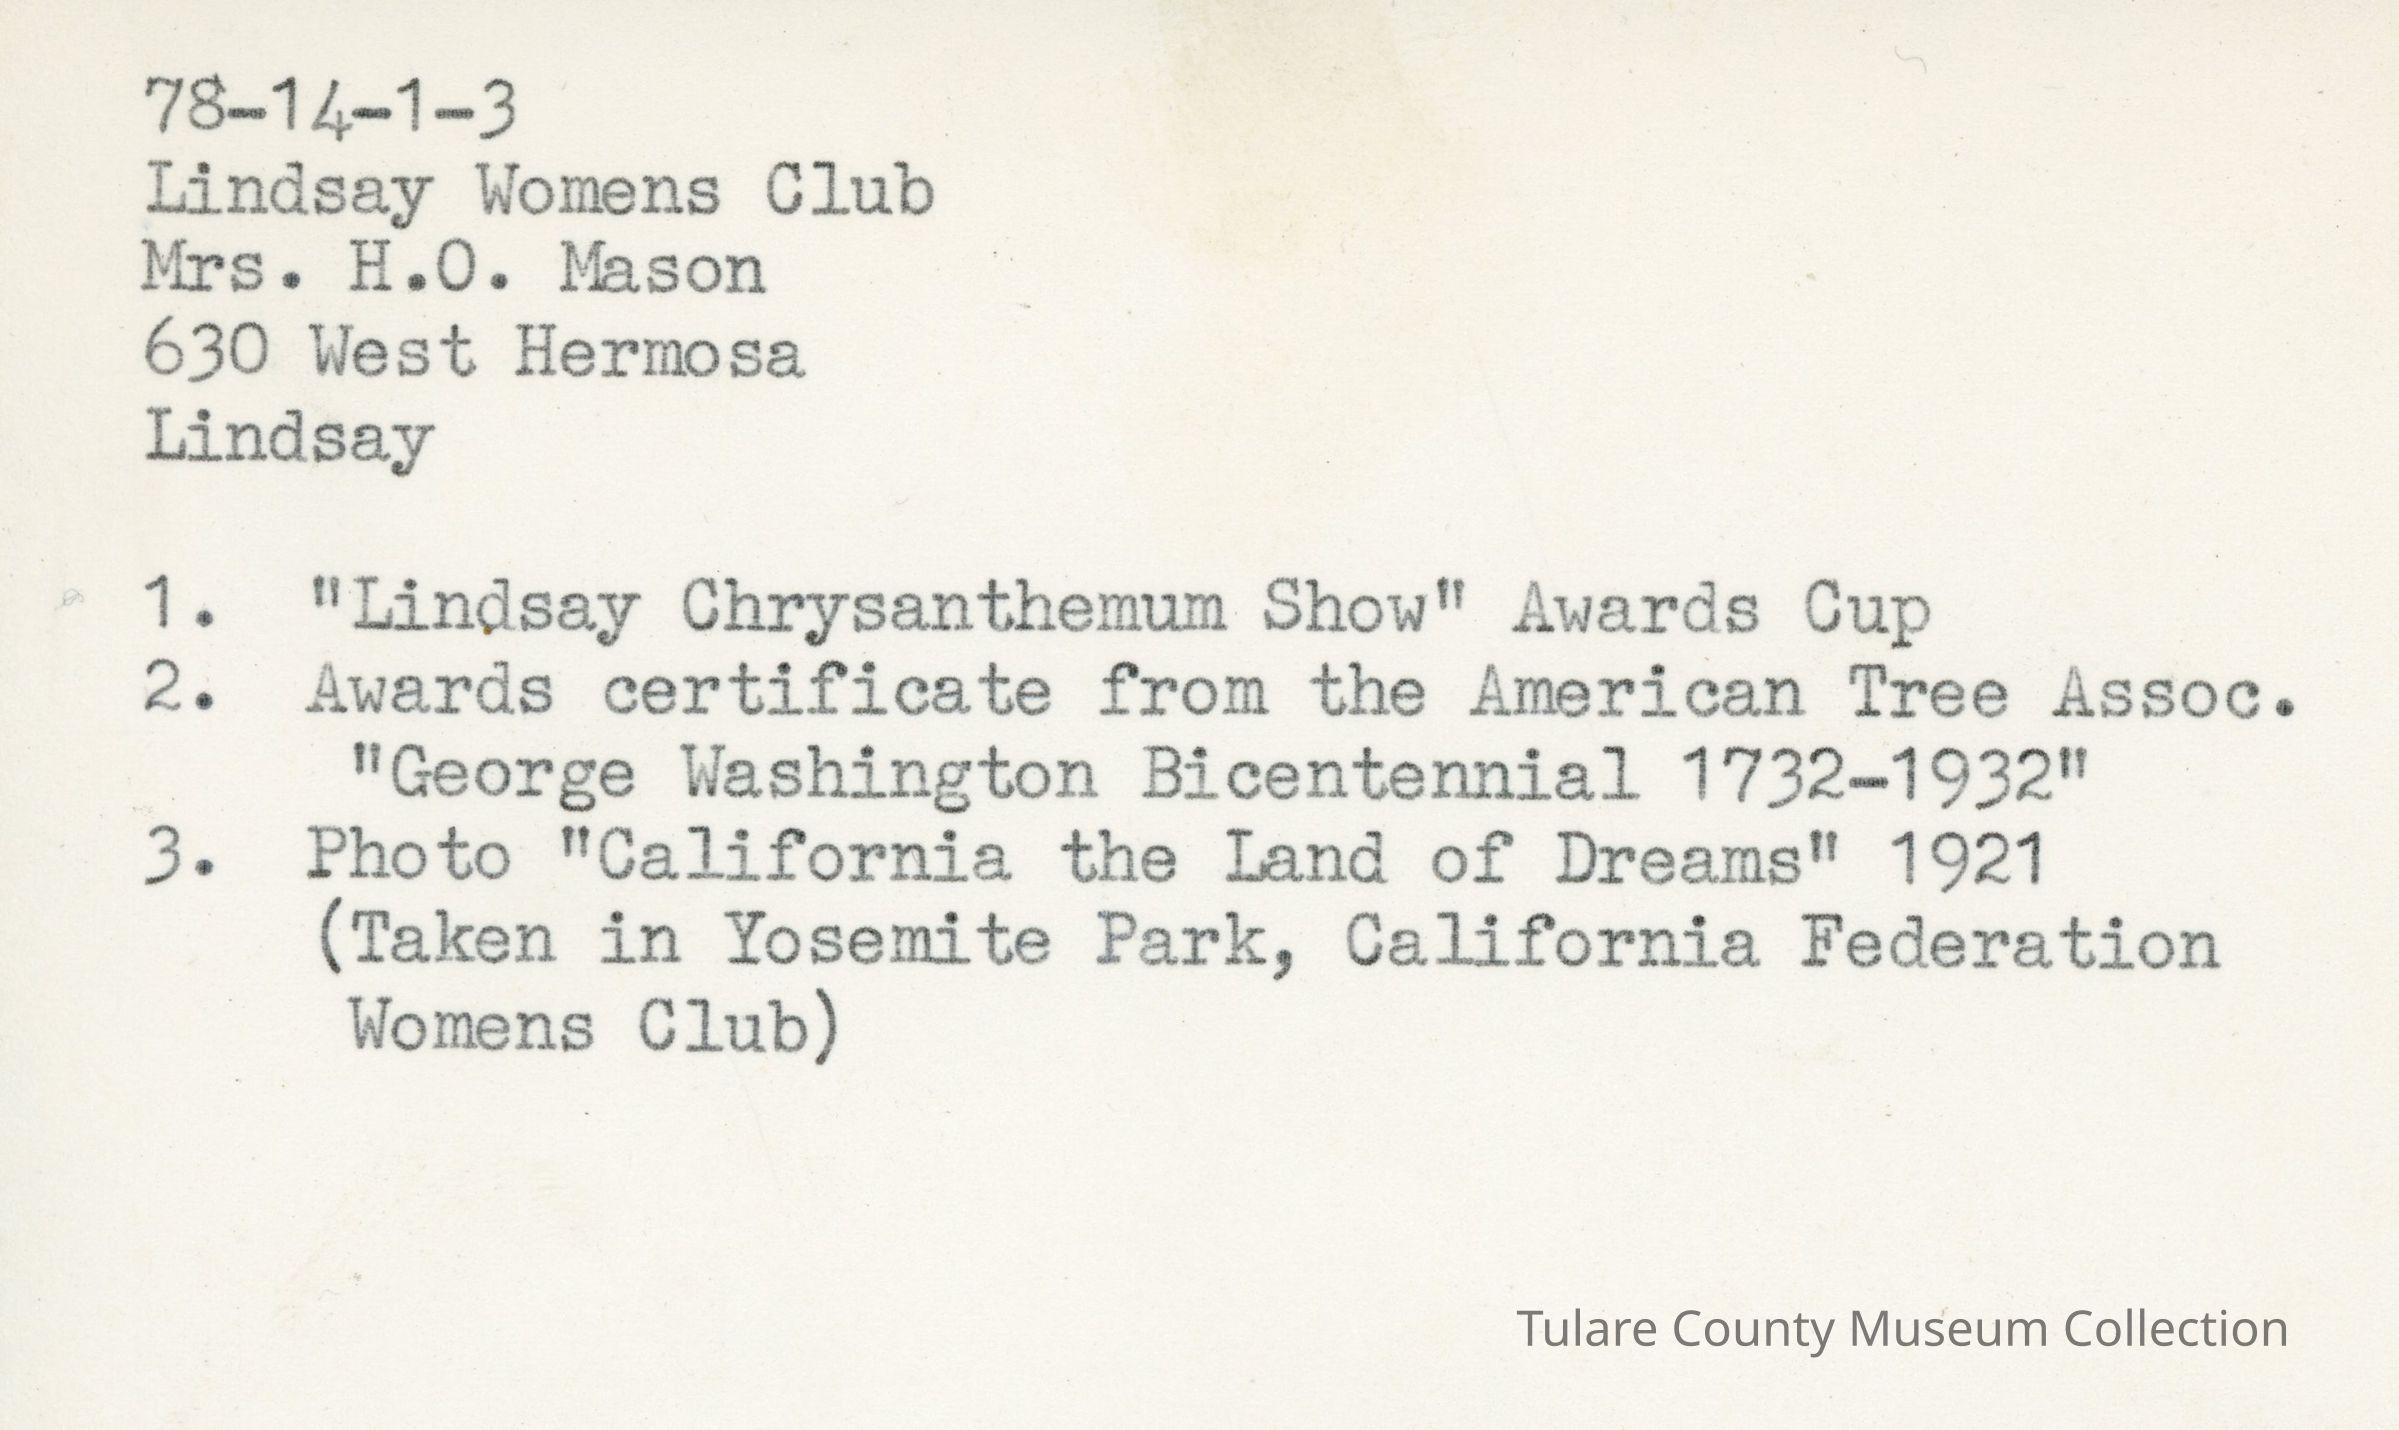 78-14-1-3
Lindsay Womens Club
Mrs. H.O. Mason
630 West Hermosa
Lindsay
1. "Lindsay Chrysanthemum Show" Awards Cup
2. Awards certificate from the American Tree Assoc.
"George Washington Bicentennial 1732-1932"
3. Photo "California the Land of Dreams" 1921
(Taken in Yosemite Park, California Federation
Womens Club)
Tulare County Museum Collection